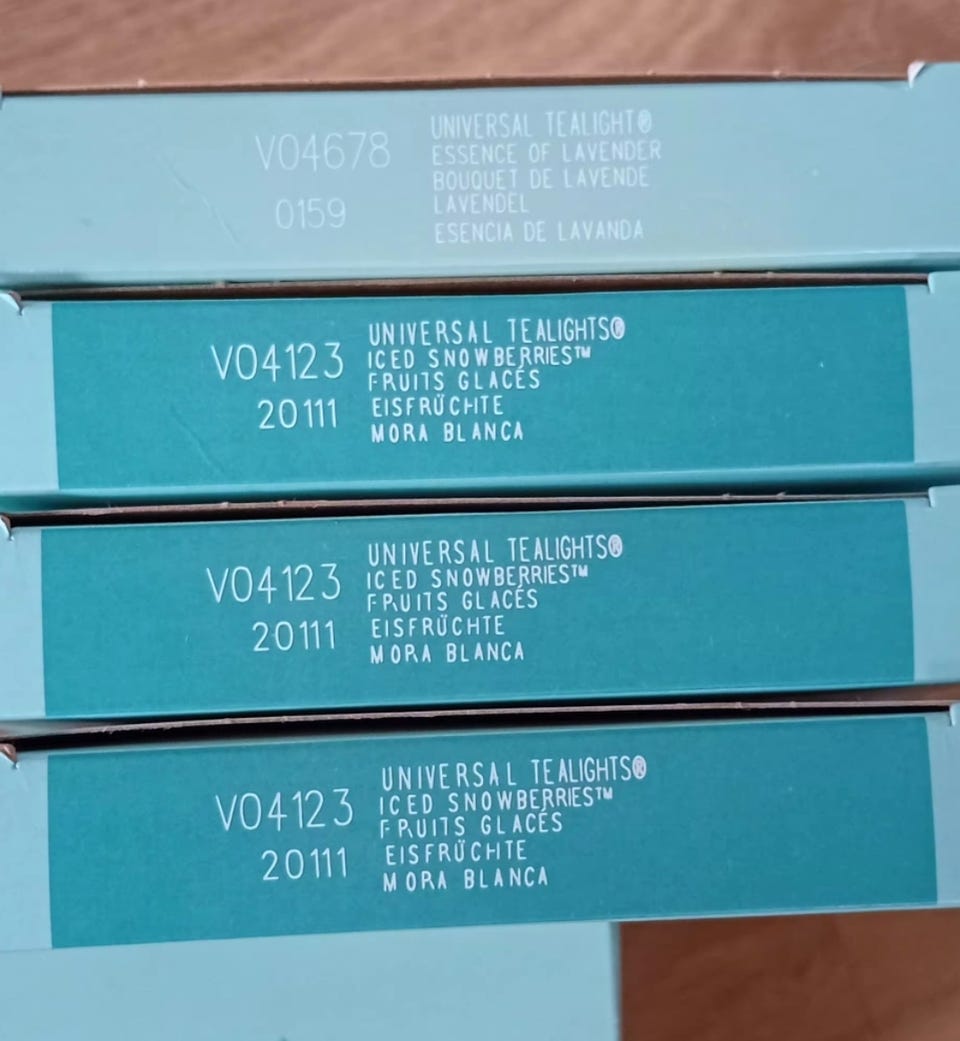 V04678
0159
UNIVERSAL TEALIGHT®
ESSENCE OF LAVENDER
BOUQUET DE LAVENDE
LAVENDEL
ESENCIA DE LAVANDA
V04123
20111
UNIVERSAL TEALIGHTS®
ICED SNOWBERRIES™
FRUITS GLACÉS
EISFRÜCHTE
MORA BLANCA
V04123
20111
UNIVERSAL TEALIGHTS®
ICED SNOWBERRIES™
FRUITS GLACÉS
EISFRÜCHTE
MORA BLANCA
V04123
20111
UNIVERSAL TEALIGHTS®
ICED SNOWBERRIES™
FRUITS GLACÉS
EISFRÜCHTE
MORA BLANCA